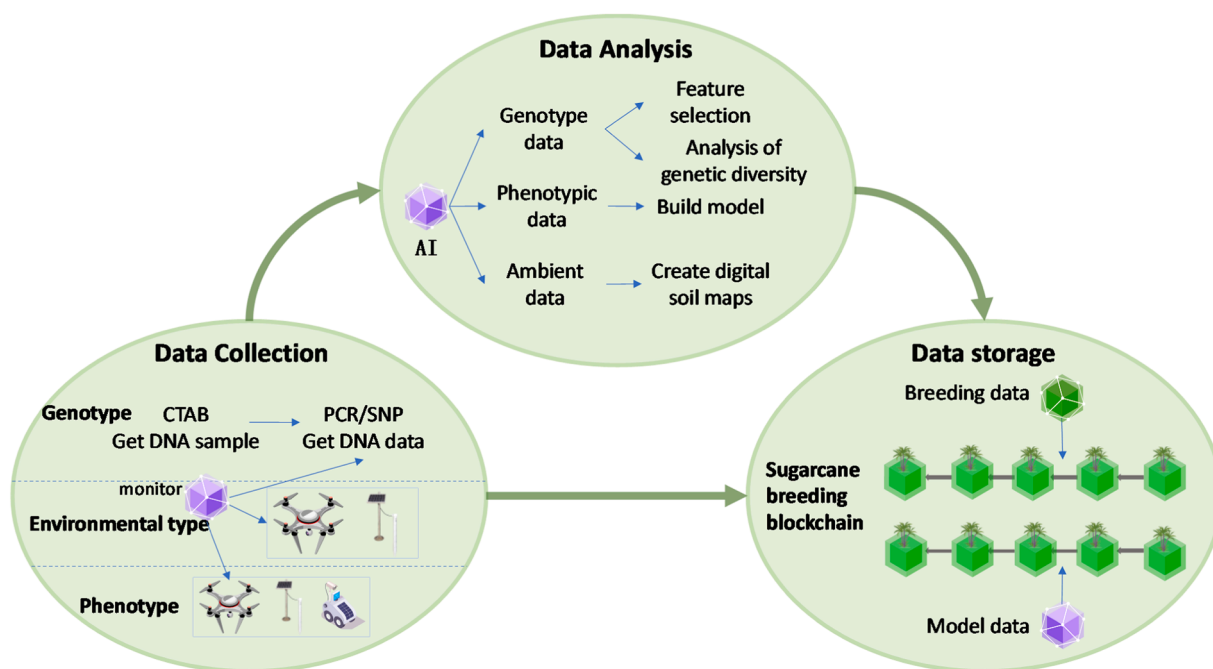 Data Analysis
Genotype
data
Feature
selection
Analysis of
genetic diversity
Phenotypic
data
Build model
AI
Ambient
data
Create digital
soil maps
Data Collection
Genotype
CTAB
Get DNA sample
PCR/SNP
Get DNA data
monitor
Environmental type
Phenotype
Data storage
Breeding data
Sugarcane
breeding
blockchain
Model data